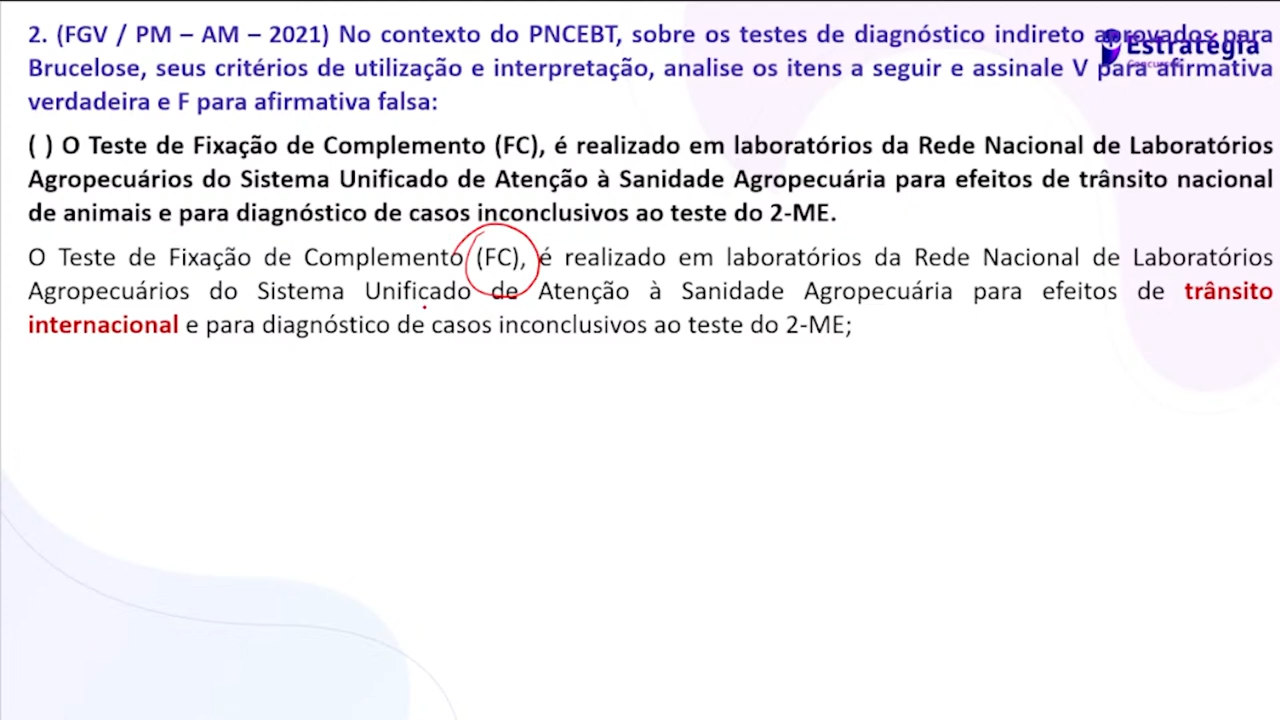 2. (FGV / PM – AM – 2021) No contexto do PNCEBT, sobre os testes de diagnóstico indireto aprovados para
Brucelose, seus critérios de utilização e interpretação, analise os itens a seguir e assinale V para afirmativa
verdadeira e F para afirmativa falsa:
Estratégia
Concursos
( ) O Teste de Fixação de Complemento (FC), é realizado em laboratórios da Rede Nacional de Laboratórios
Agropecuários do Sistema Unificado de Atenção à Sanidade Agropecuária para efeitos de trânsito nacional
de animais e para diagnóstico de casos inconclusivos ao teste do 2-ME.
O Teste de Fixação de Complemento (FC), é realizado em laboratórios da Rede Nacional de Laboratórios
Agropecuários do Sistema Unificado de Atenção à Sanidade Agropecuária para efeitos de trânsito
internacional e para diagnóstico de casos inconclusivos ao teste do 2-ME;